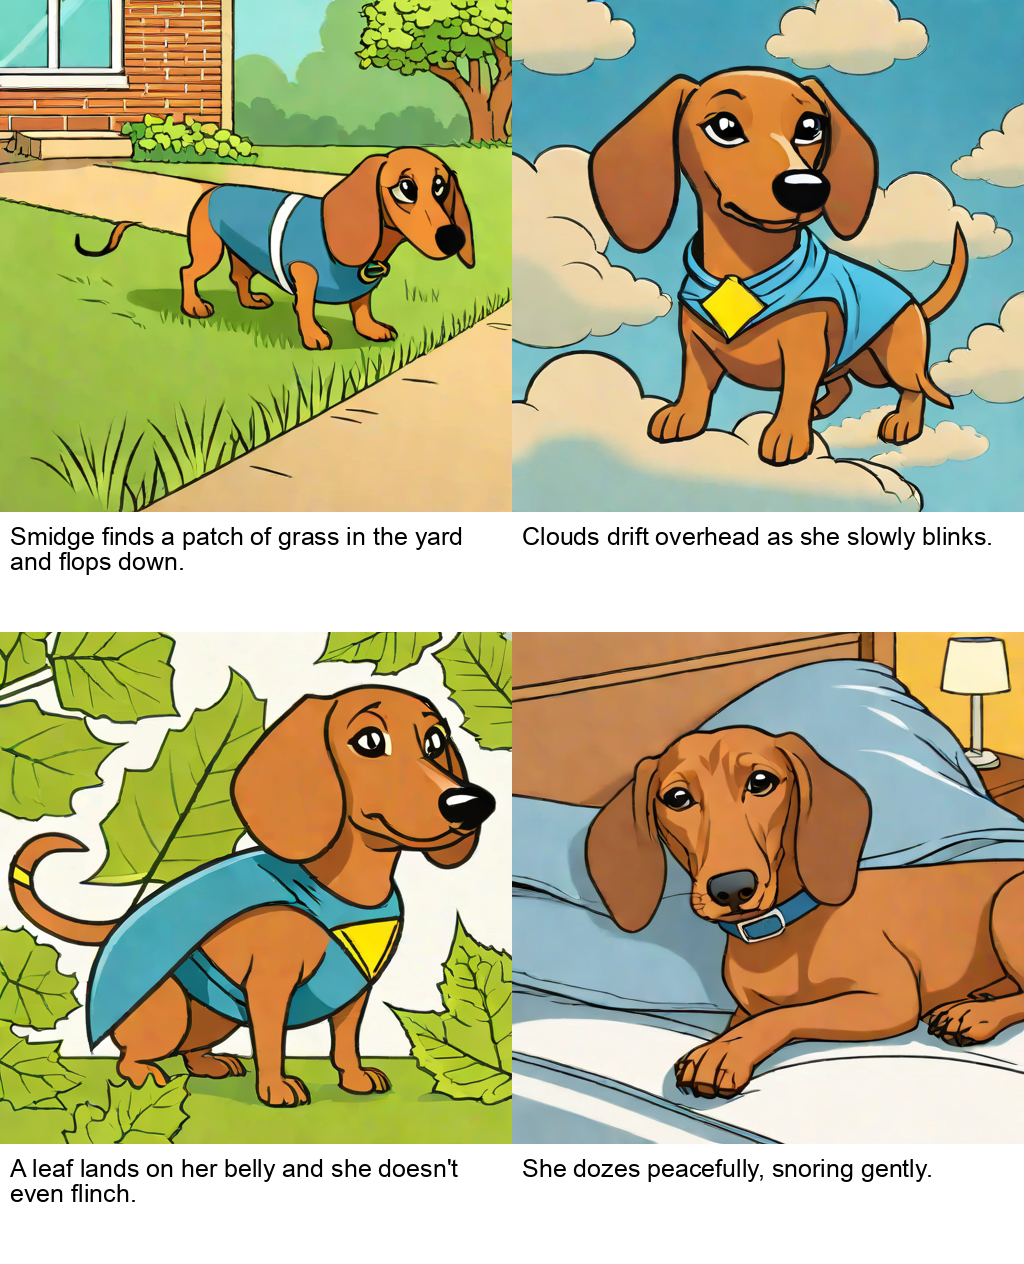 Smidge finds a patch of grass in the yard
and flops down.
Clouds drift overhead as she slowly blinks.
A leaf lands on her belly and she doesn't
even flinch.
She dozes peacefully, snoring gently.